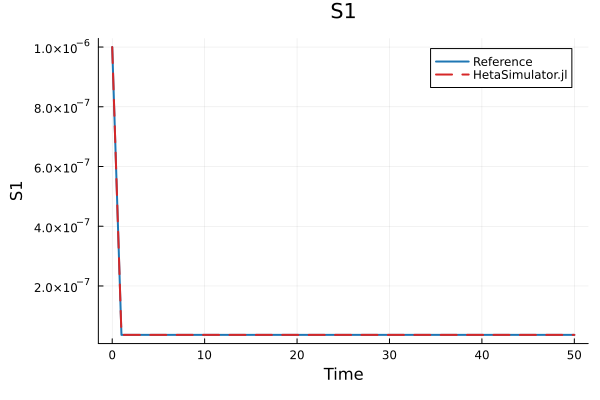 S1
1.0×10⁻⁶
8.0×10⁻⁷
6.0×10⁻⁷
4.0×10⁻⁷
2.0×10⁻⁷
S1
Reference
HetaSimulator.jl
0 10 20 30 40 50
Time